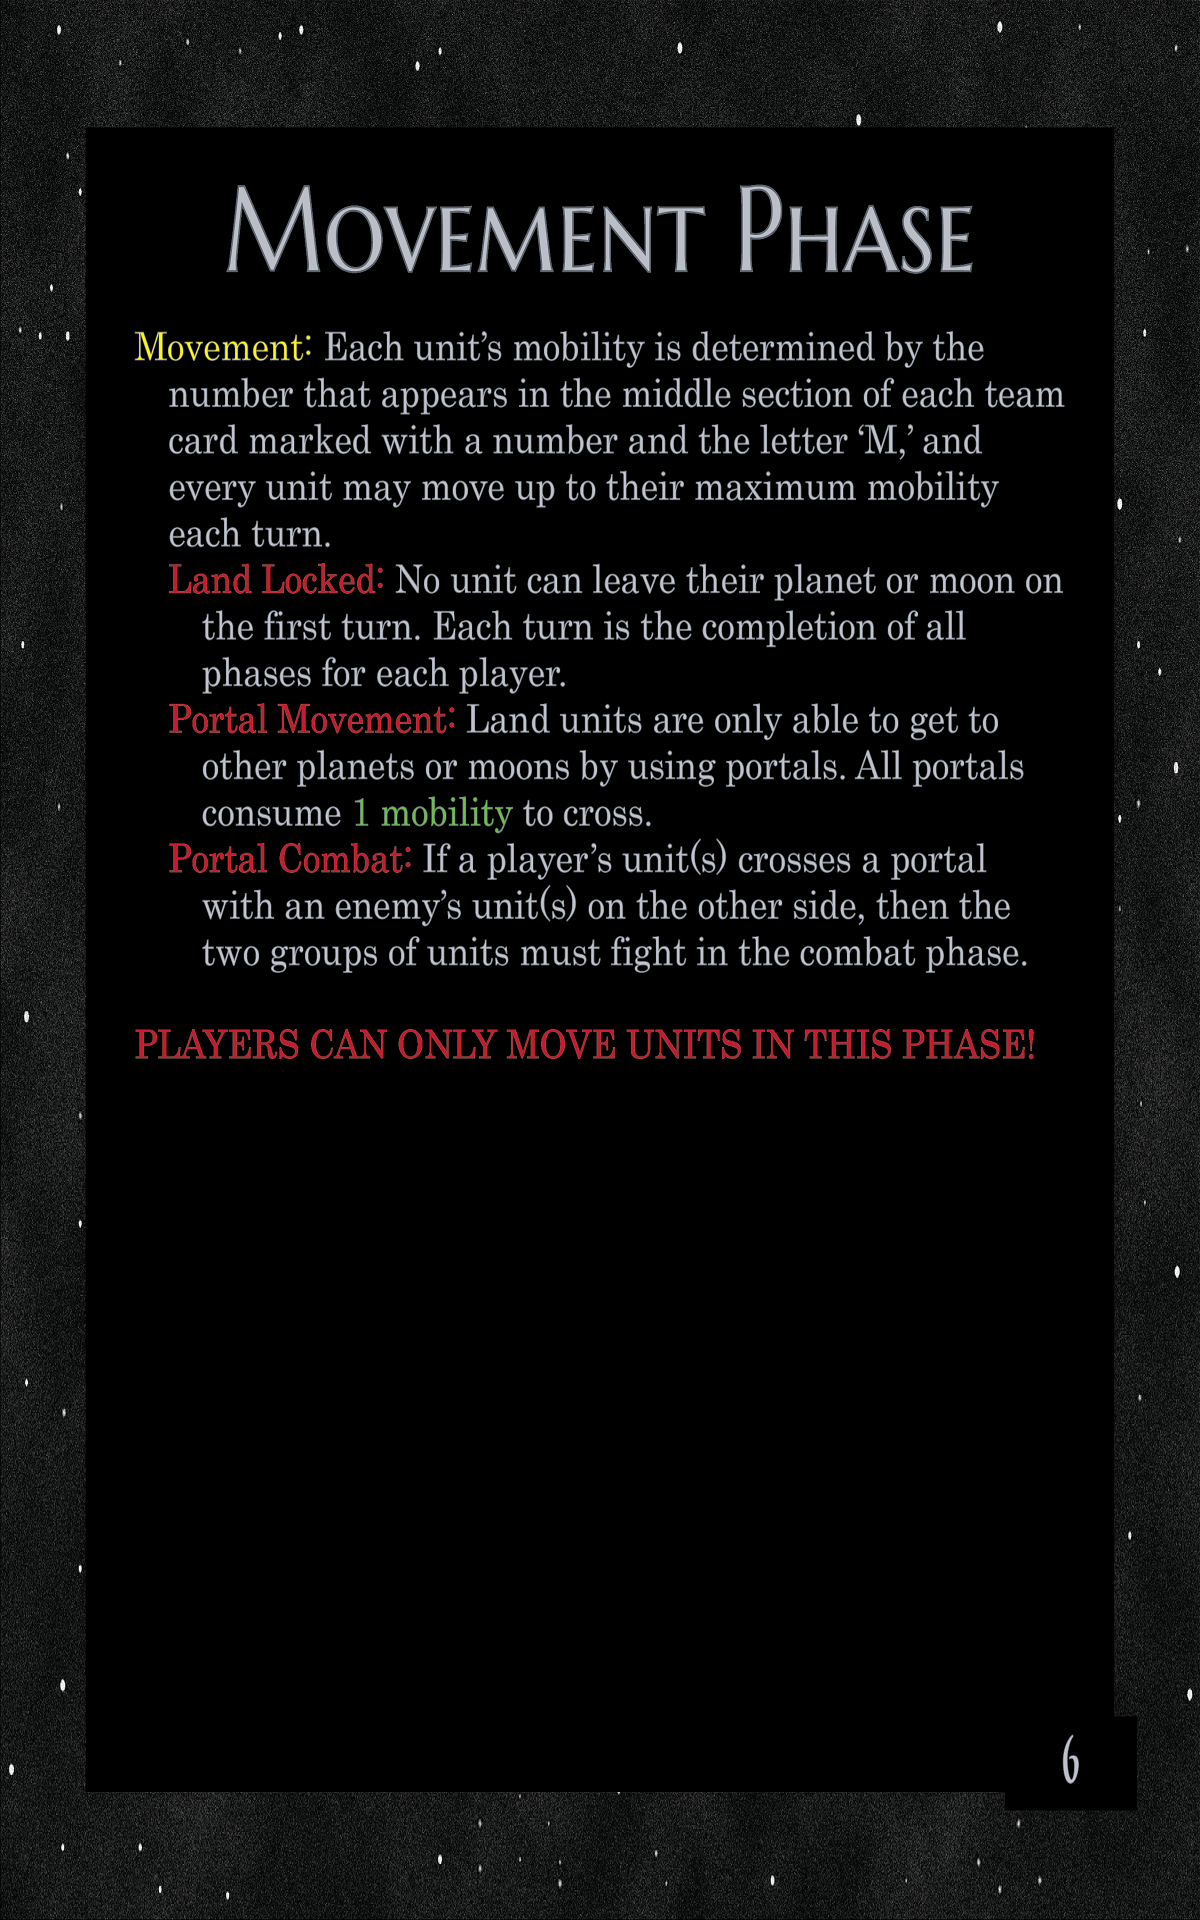 Movement Phase
Movement: Each unit’s mobility is determined by the
number that appears in the middle section of each team
card marked with a number and the letter ‘M,’ and
every unit may move up to their maximum mobility
each turn.
Land Locked: No unit can leave their planet or moon on
the first turn. Each turn is the completion of all
phases for each player.
Portal Movement: Land units are only able to get to
other planets or moons by using portals. All portals
consume 1 mobility to cross.
Portal Combat: If a player’s unit(s) crosses a portal
with an enemy’s unit(s) on the other side, then the
two groups of units must fight in the combat phase.
PLAYERS CAN ONLY MOVE UNITS IN THIS PHASE!
6